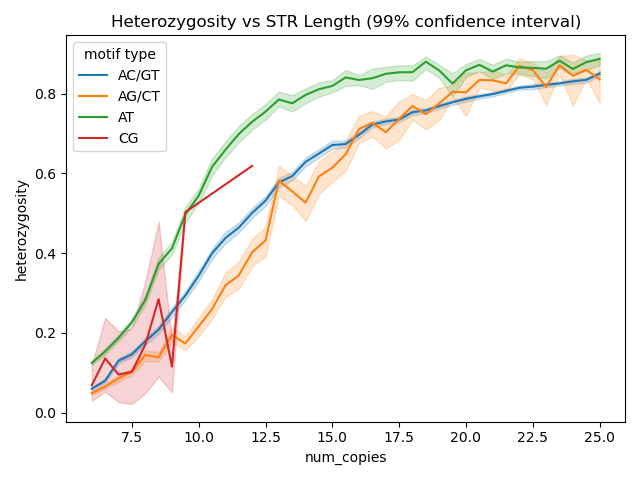 Heterozygosity vs STR Length (99% confidence interval)
motif type
AC/GT
AG/CT
AT
CG
heterozygosity
0.8
0.6
0.4
0.2
0.0
7.5
10.0
12.5
15.0
17.5
20.0
22.5
25.0
num_copies